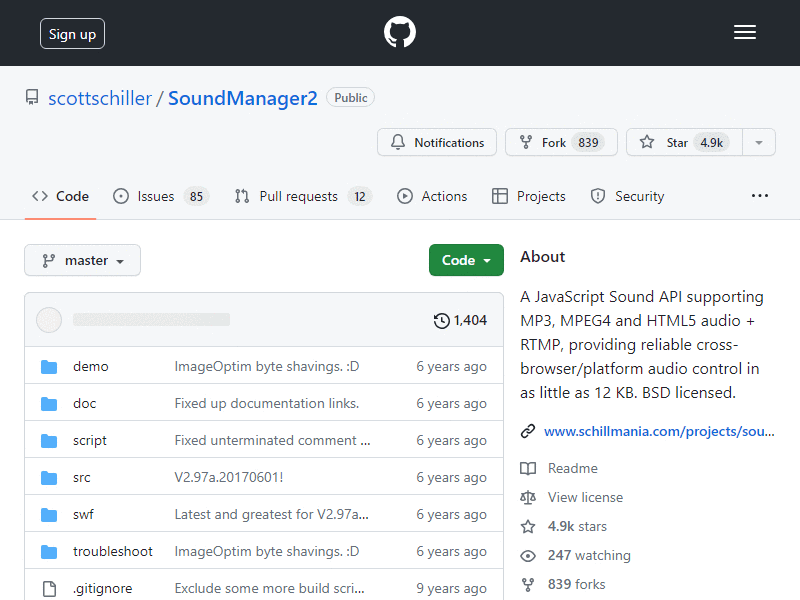 Sign up
scottschiller / SoundManager2 Public
Notifications Fork 839 Star 4.9k
Code Issues 85 Pull requests 12 Actions Projects Security
master Code
1,404
demo ImageOptim byte shavings. :D 6 years ago
doc Fixed up documentation links. 6 years ago
script Fixed unterminated comment ... 6 years ago
src V2.97a.20170601! 6 years ago
swf Latest and greatest for V2.97a... 6 years ago
troubleshoot ImageOptim byte shavings. :D 6 years ago
.gitignore Exclude some more build scri... 9 years ago
About
A JavaScript Sound API supporting
MP3, MPEG4 and HTML5 audio +
RTMP, providing reliable cross-
browser/platform audio control in
as little as 12 KB. BSD licensed.
www.schillmania.com/projects/sou...
Readme
View license
4.9k stars
247 watching
839 forks